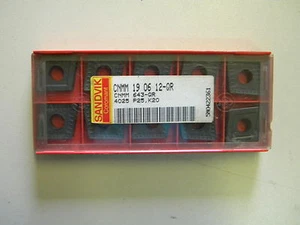 SANDVIK
Coromant
CNMM 19 06 12-QR
CNMM 643-QR
4025 P25,K20